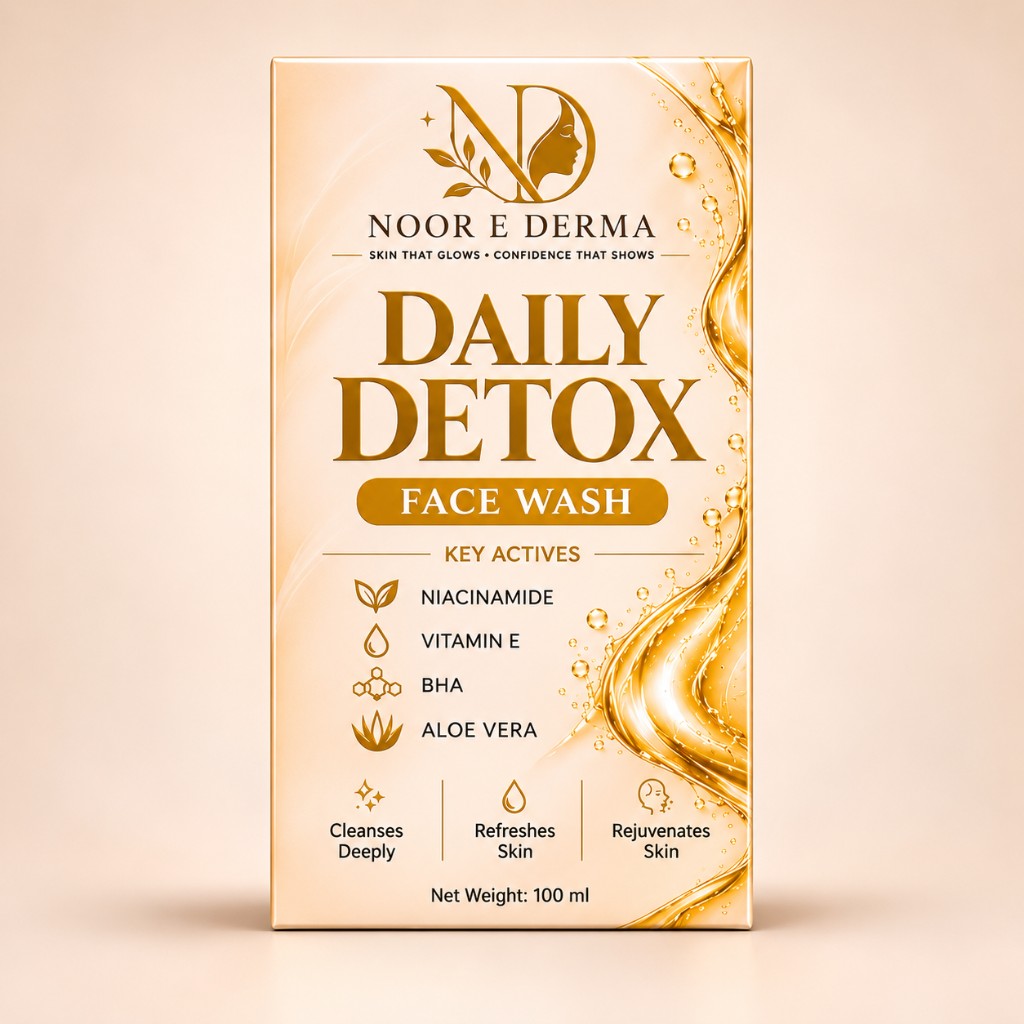 ND
NOOR E DERMA
SKIN THAT GLOWS • CONFIDENCE THAT SHOWS
DAILY
DETOX
FACE WASH
KEY ACTIVES
NIACINAMIDE
VITAMIN E
BHA
ALOE VERA
Cleanses
Deeply
Refreshes
Skin
Rejuvenates
Skin
Net Weight: 100 ml